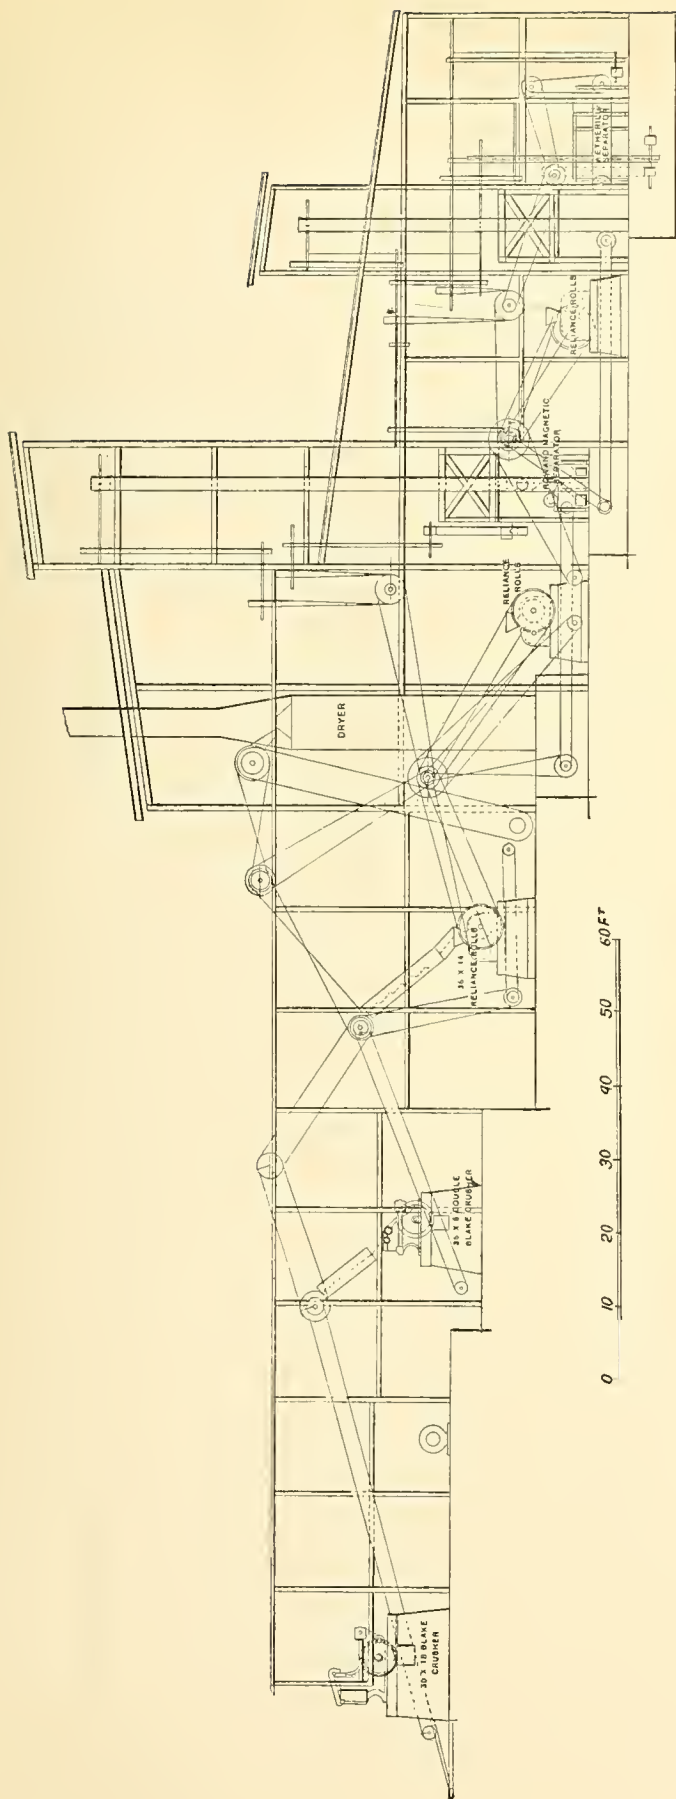 30 X 18 BLAKE
CRUSHER
36 X 6 DOUBLE
BLAKE CRUSHER
36 X 14
RELIANCE ROLLS
DRYER
RELIANCE
ROLLS
ROWAND MAGNETIC
SEPARATOR
RELIANCE ROLLS
WETHERILL
SEPARATOR
0 10 20 30 40 50 60 FT